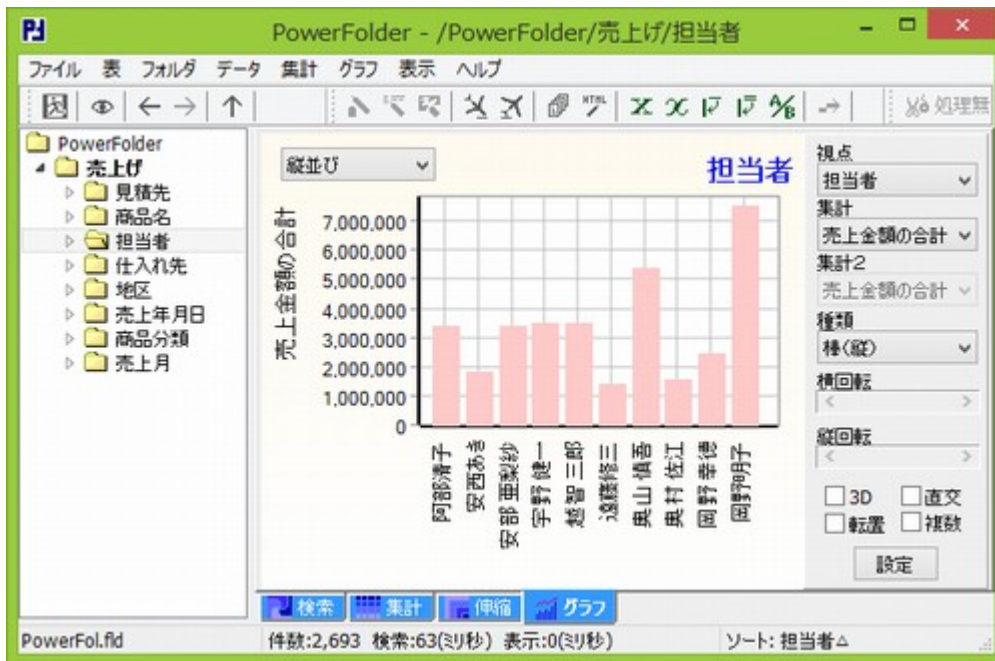 PowerFolder - /PowerFolder/売上げ/担当者
ファイル 表 フォルダ データ 集計 グラフ 表示 ヘルプ
HTML A/B 処理無
PowerFolder
売上げ
見積先
商品名
担当者
仕入れ先
地区
売上年月日
商品分類
売上月
縦並び
担当者
売上金額の合計
7,000,000
6,000,000
5,000,000
4,000,000
3,000,000
2,000,000
1,000,000
0
阿部清子
安西あき
安部亜梨紗
宇野健一
越智三郎
遠藤修三
奥山慎吾
奥村佐江
岡野幸徳
岡野明子
視点
担当者
集計
売上金額の合計
集計2
売上金額の合計
種類
棒(縦)
横回転
縦回転
3D 直交
転置 複数
設定
検索 集計 伸縮 グラフ
PowerFol.fld 件数:2,693 検索:63(ミリ秒) 表示:0(ミリ秒) ソート: 担当者△